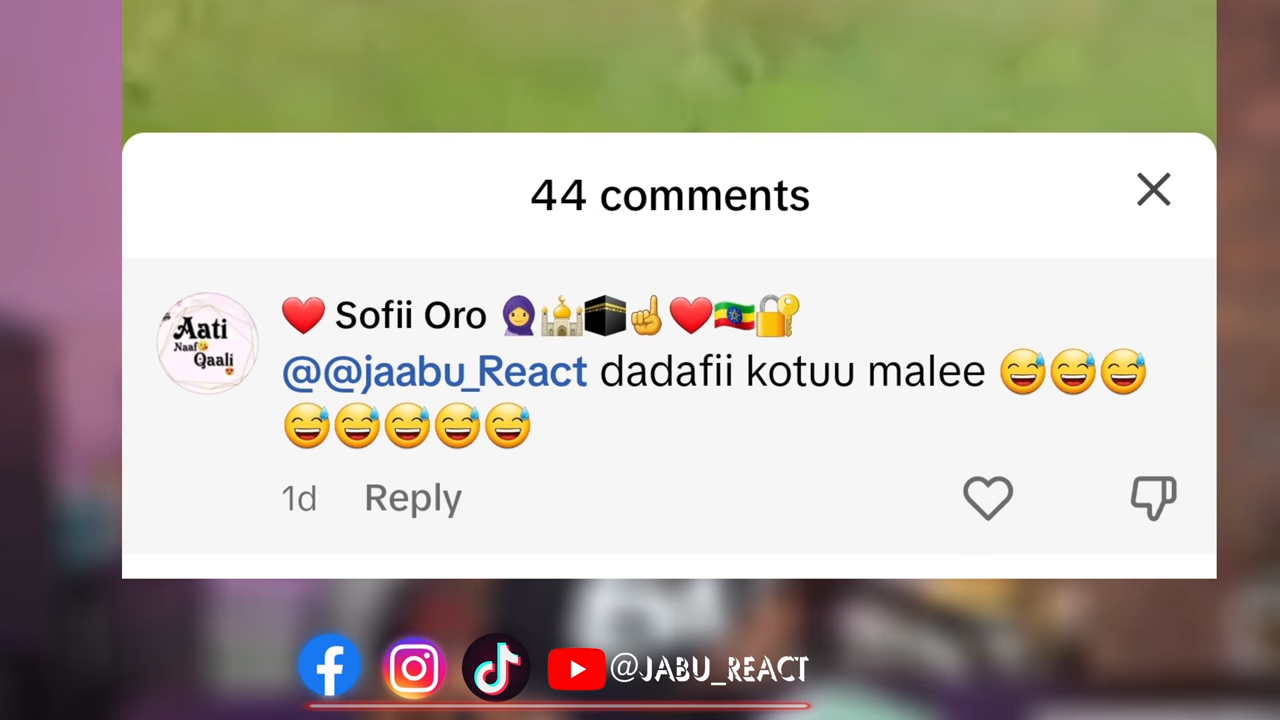 44 comments
Aati
Naaf
Qaali
❤️ Sofii Oro 🧕🕌🕋☝️❤️🇪🇹🔐
@@jaabu_React dadafii kotuu malee 😅😅😅
😅😅😅😅😅
1d Reply
@JABU_REACT